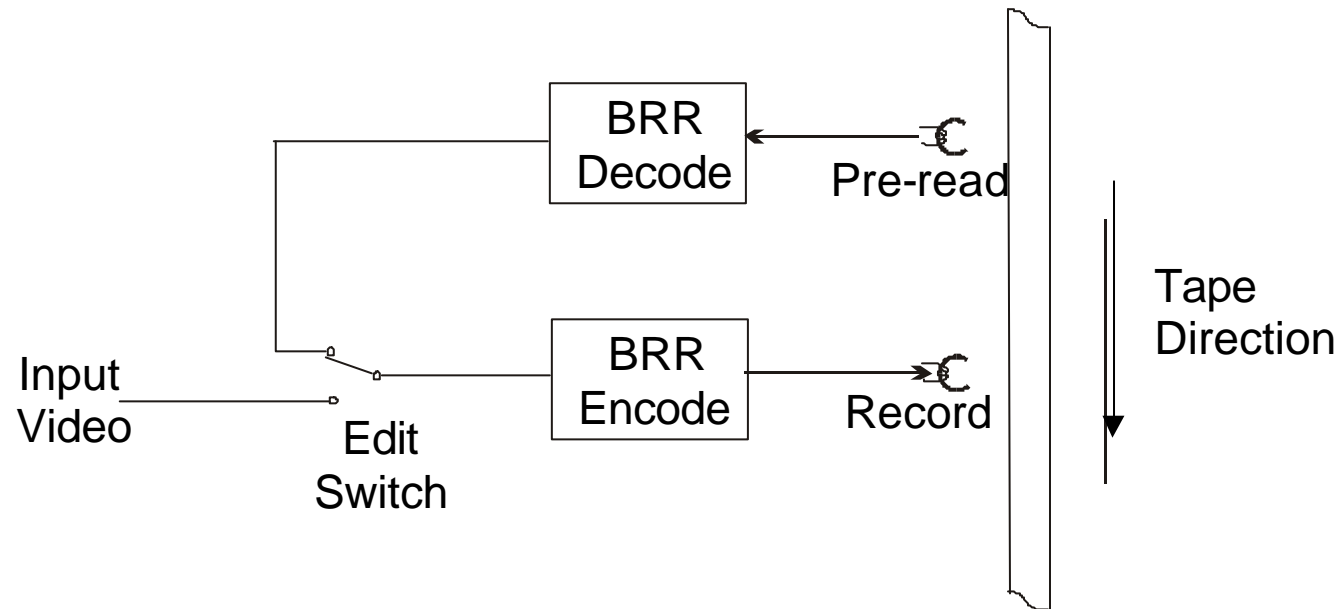 BRR
Decode
Pre-read
Tape
Direction
Input
Video
Edit
Switch
BRR
Encode
Record